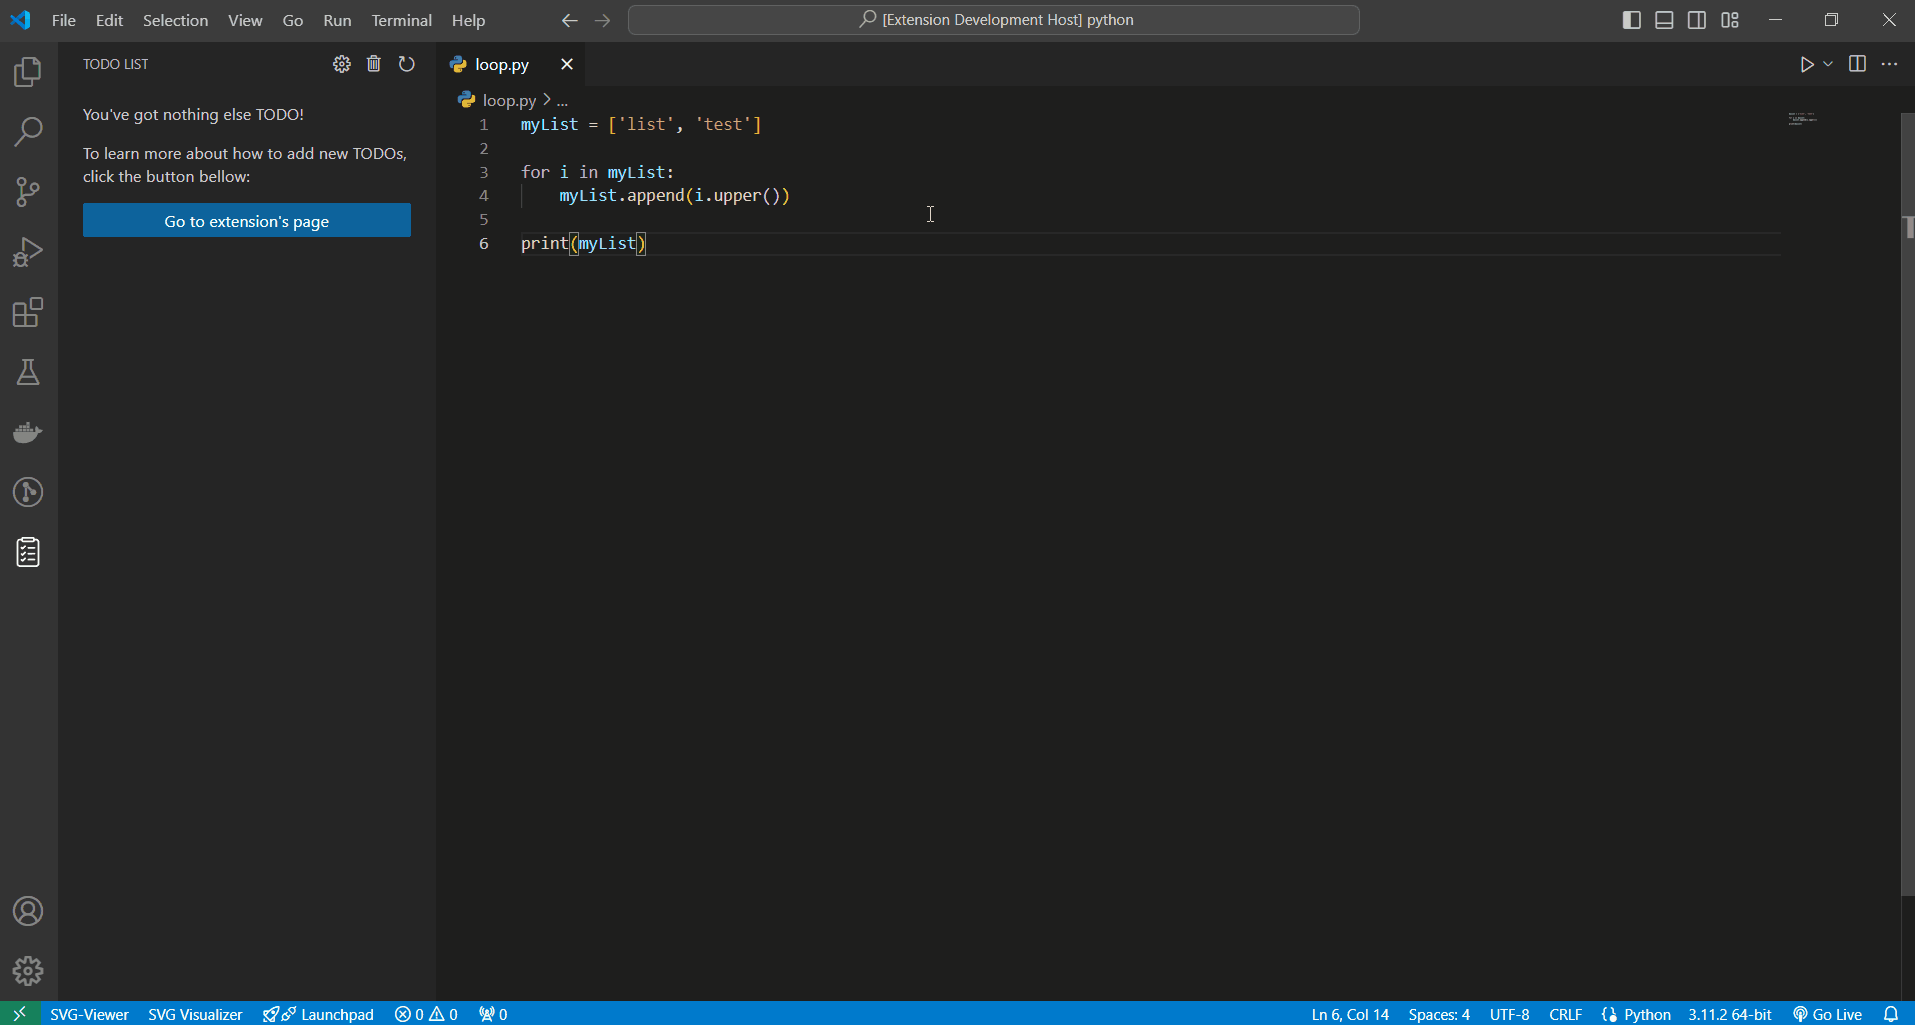 File Edit Selection View Go Run Terminal Help [Extension Development Host] python
TODO LIST
You've got nothing else TODO!
To learn more about how to add new TODOs,
click the button bellow:
Go to extension's page
loop.py
loop.py > ...
1 myList = ['list', 'test']
2
3 for i in myList:
4     myList.append(i.upper())
5
6 print(myList)
SVG-Viewer SVG Visualizer Launchpad 0 0 0 Ln 6, Col 14 Spaces: 4 UTF-8 CRLF Python 3.11.2 64-bit Go Live